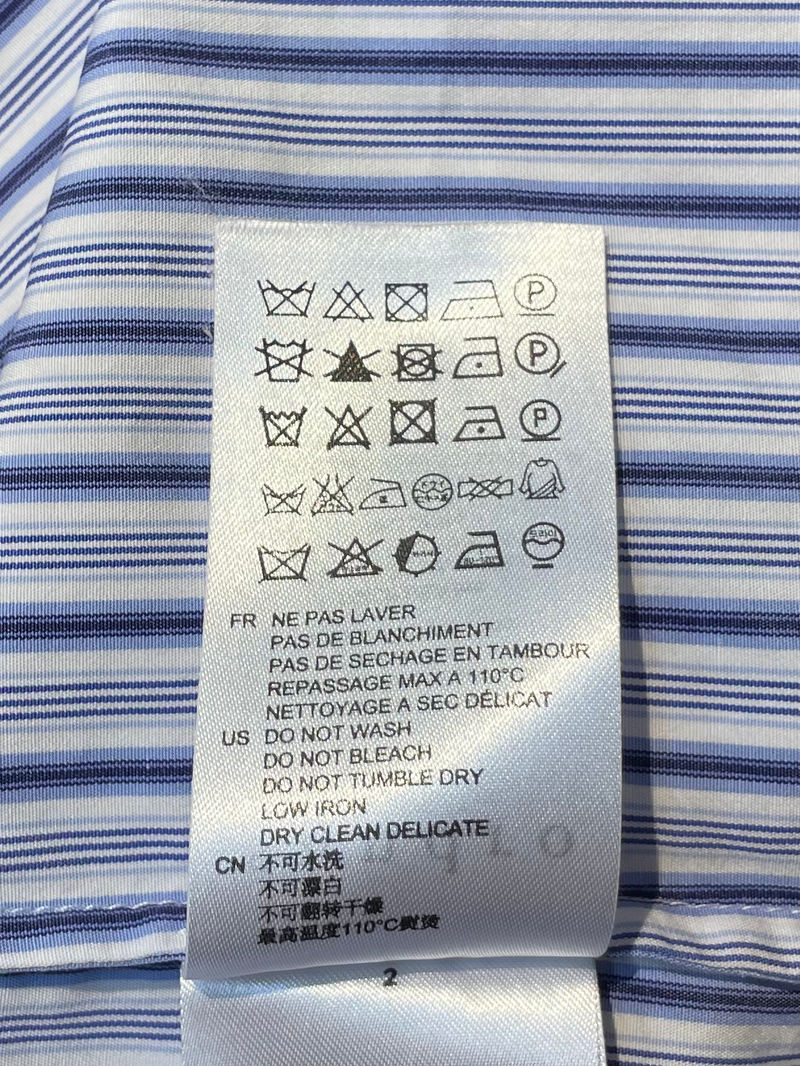 P
P
P
FR NE PAS LAVER
PAS DE BLANCHIMENT
PAS DE SECHAGE EN TAMBOUR
REPASSAGE MAX A 110°C
NETTOYAGE A SEC DÉLICAT
US DO NOT WASH
DO NOT BLEACH
DO NOT TUMBLE DRY
LOW IRON
DRY CLEAN DELICATE
CN 不可水洗
不可漂白
不可翻转干燥
最高温度110°C熨烫
2